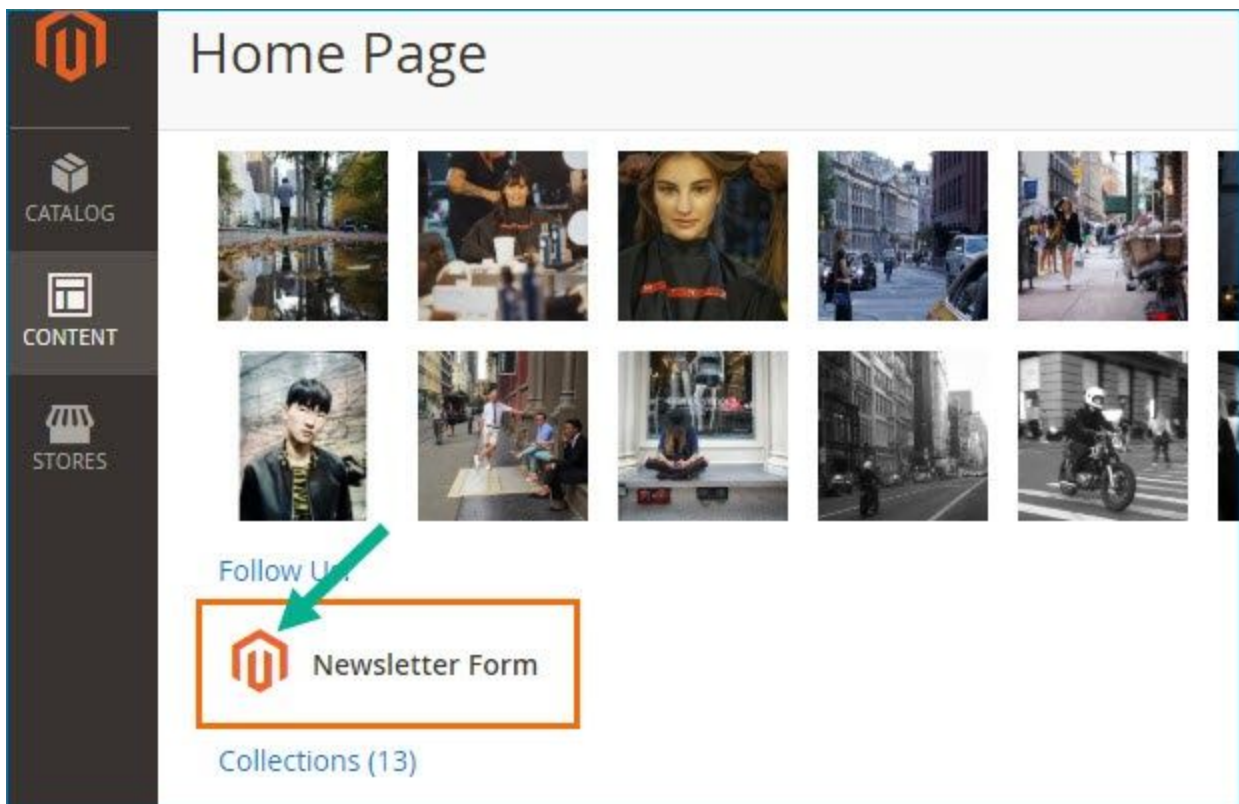 Home Page
CATALOG
CONTENT
STORES
Follow Us!
Newsletter Form
Collections (13)